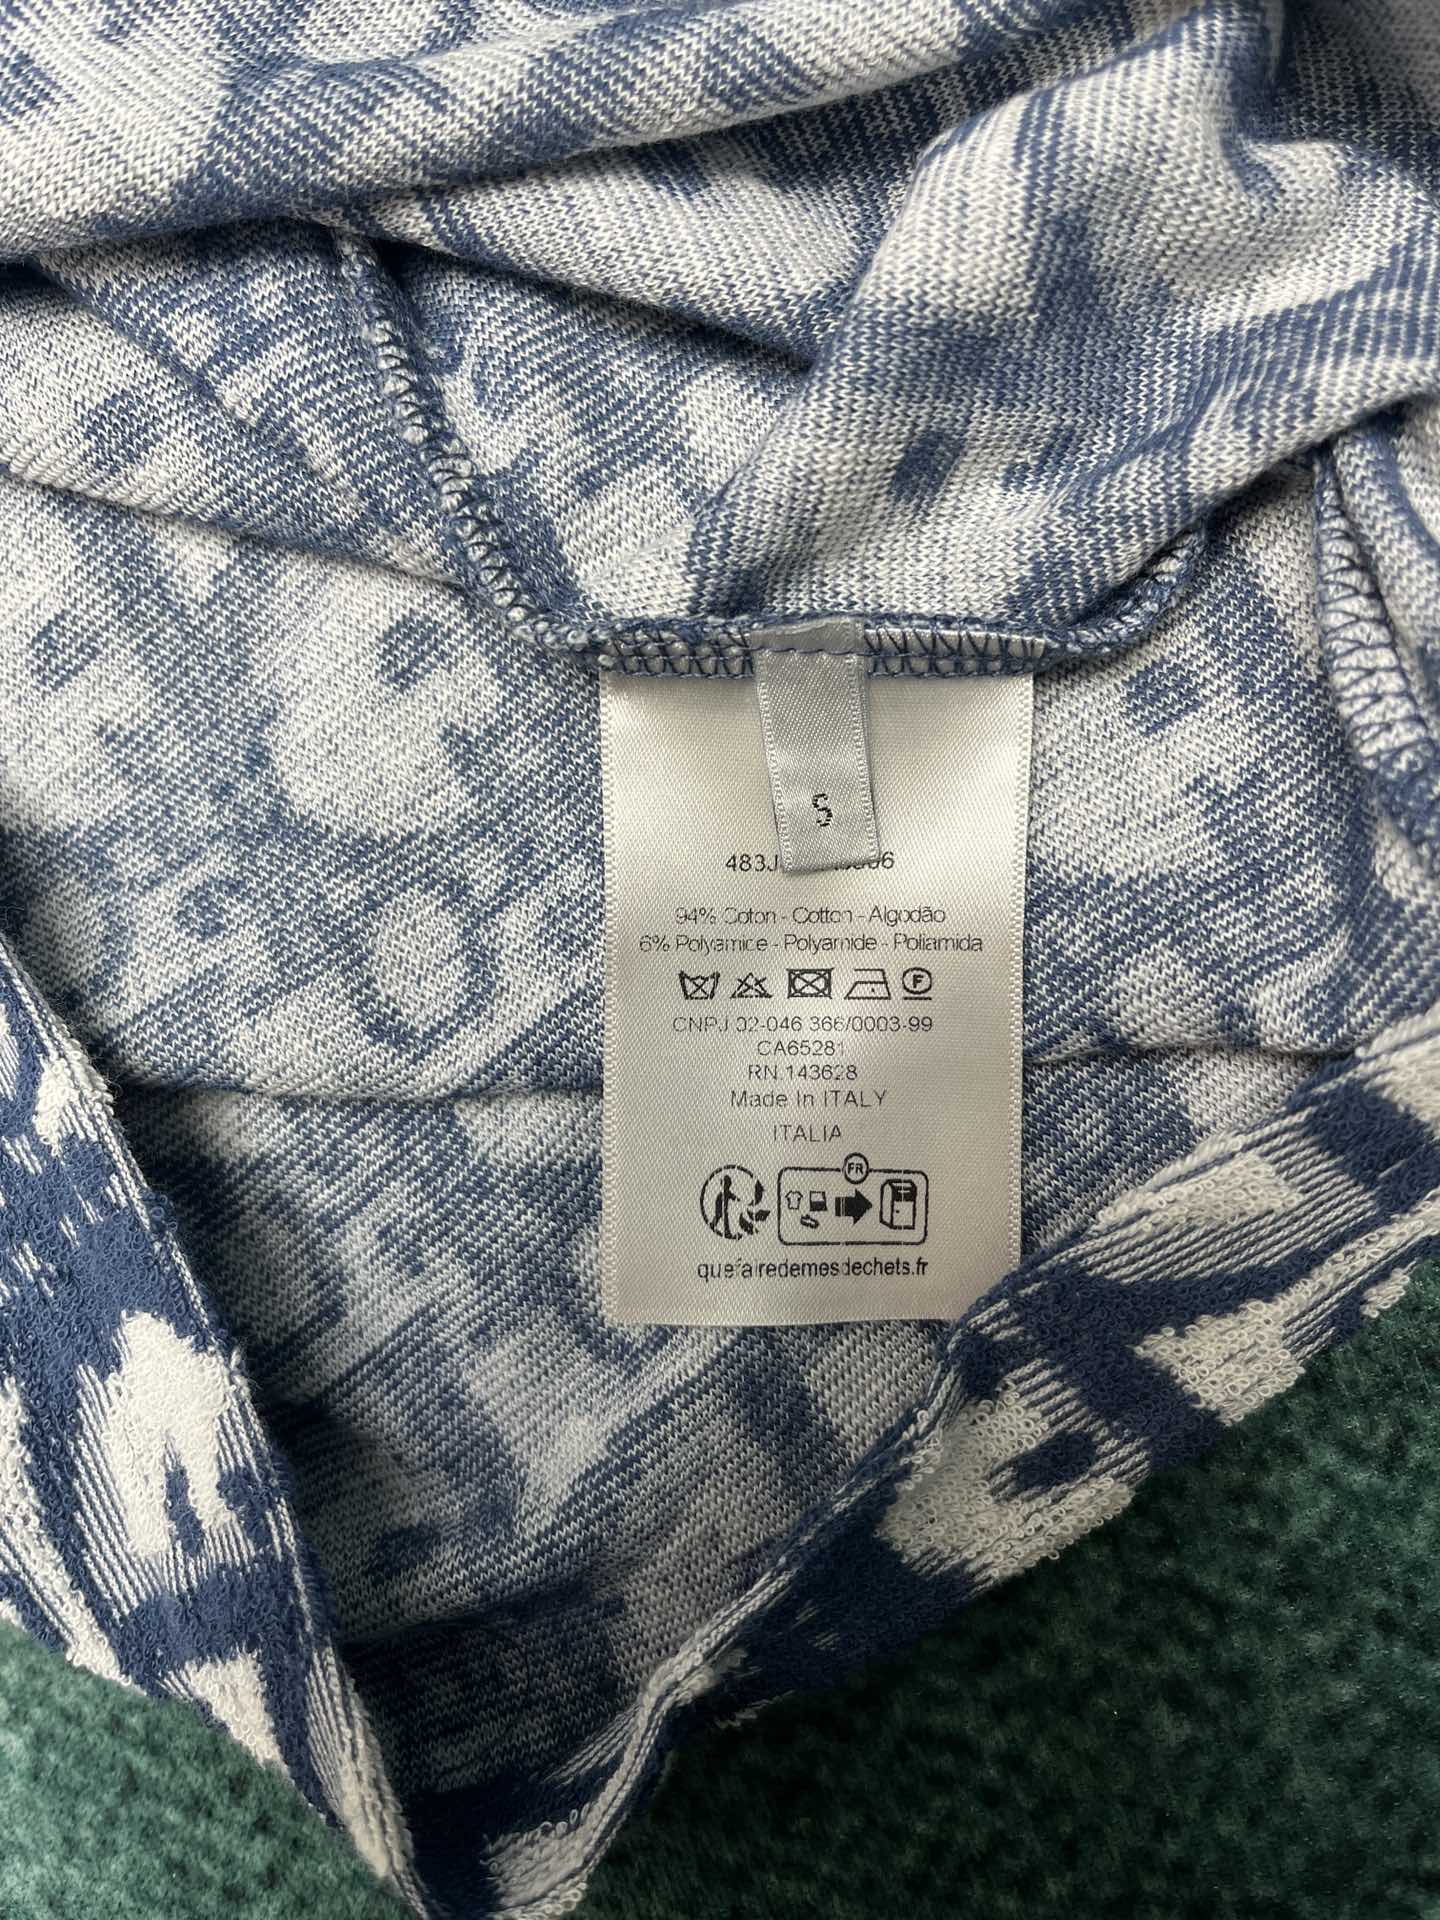 S
94% Coton - Cotton - Algodão
6% Polyamide - Polyamide - Poliamida
F
CNPJ 02-046 366/0003-99
CA65281
RN.143628
Made In ITALY
ITALIA
FR
quefairedemesdechets.fr